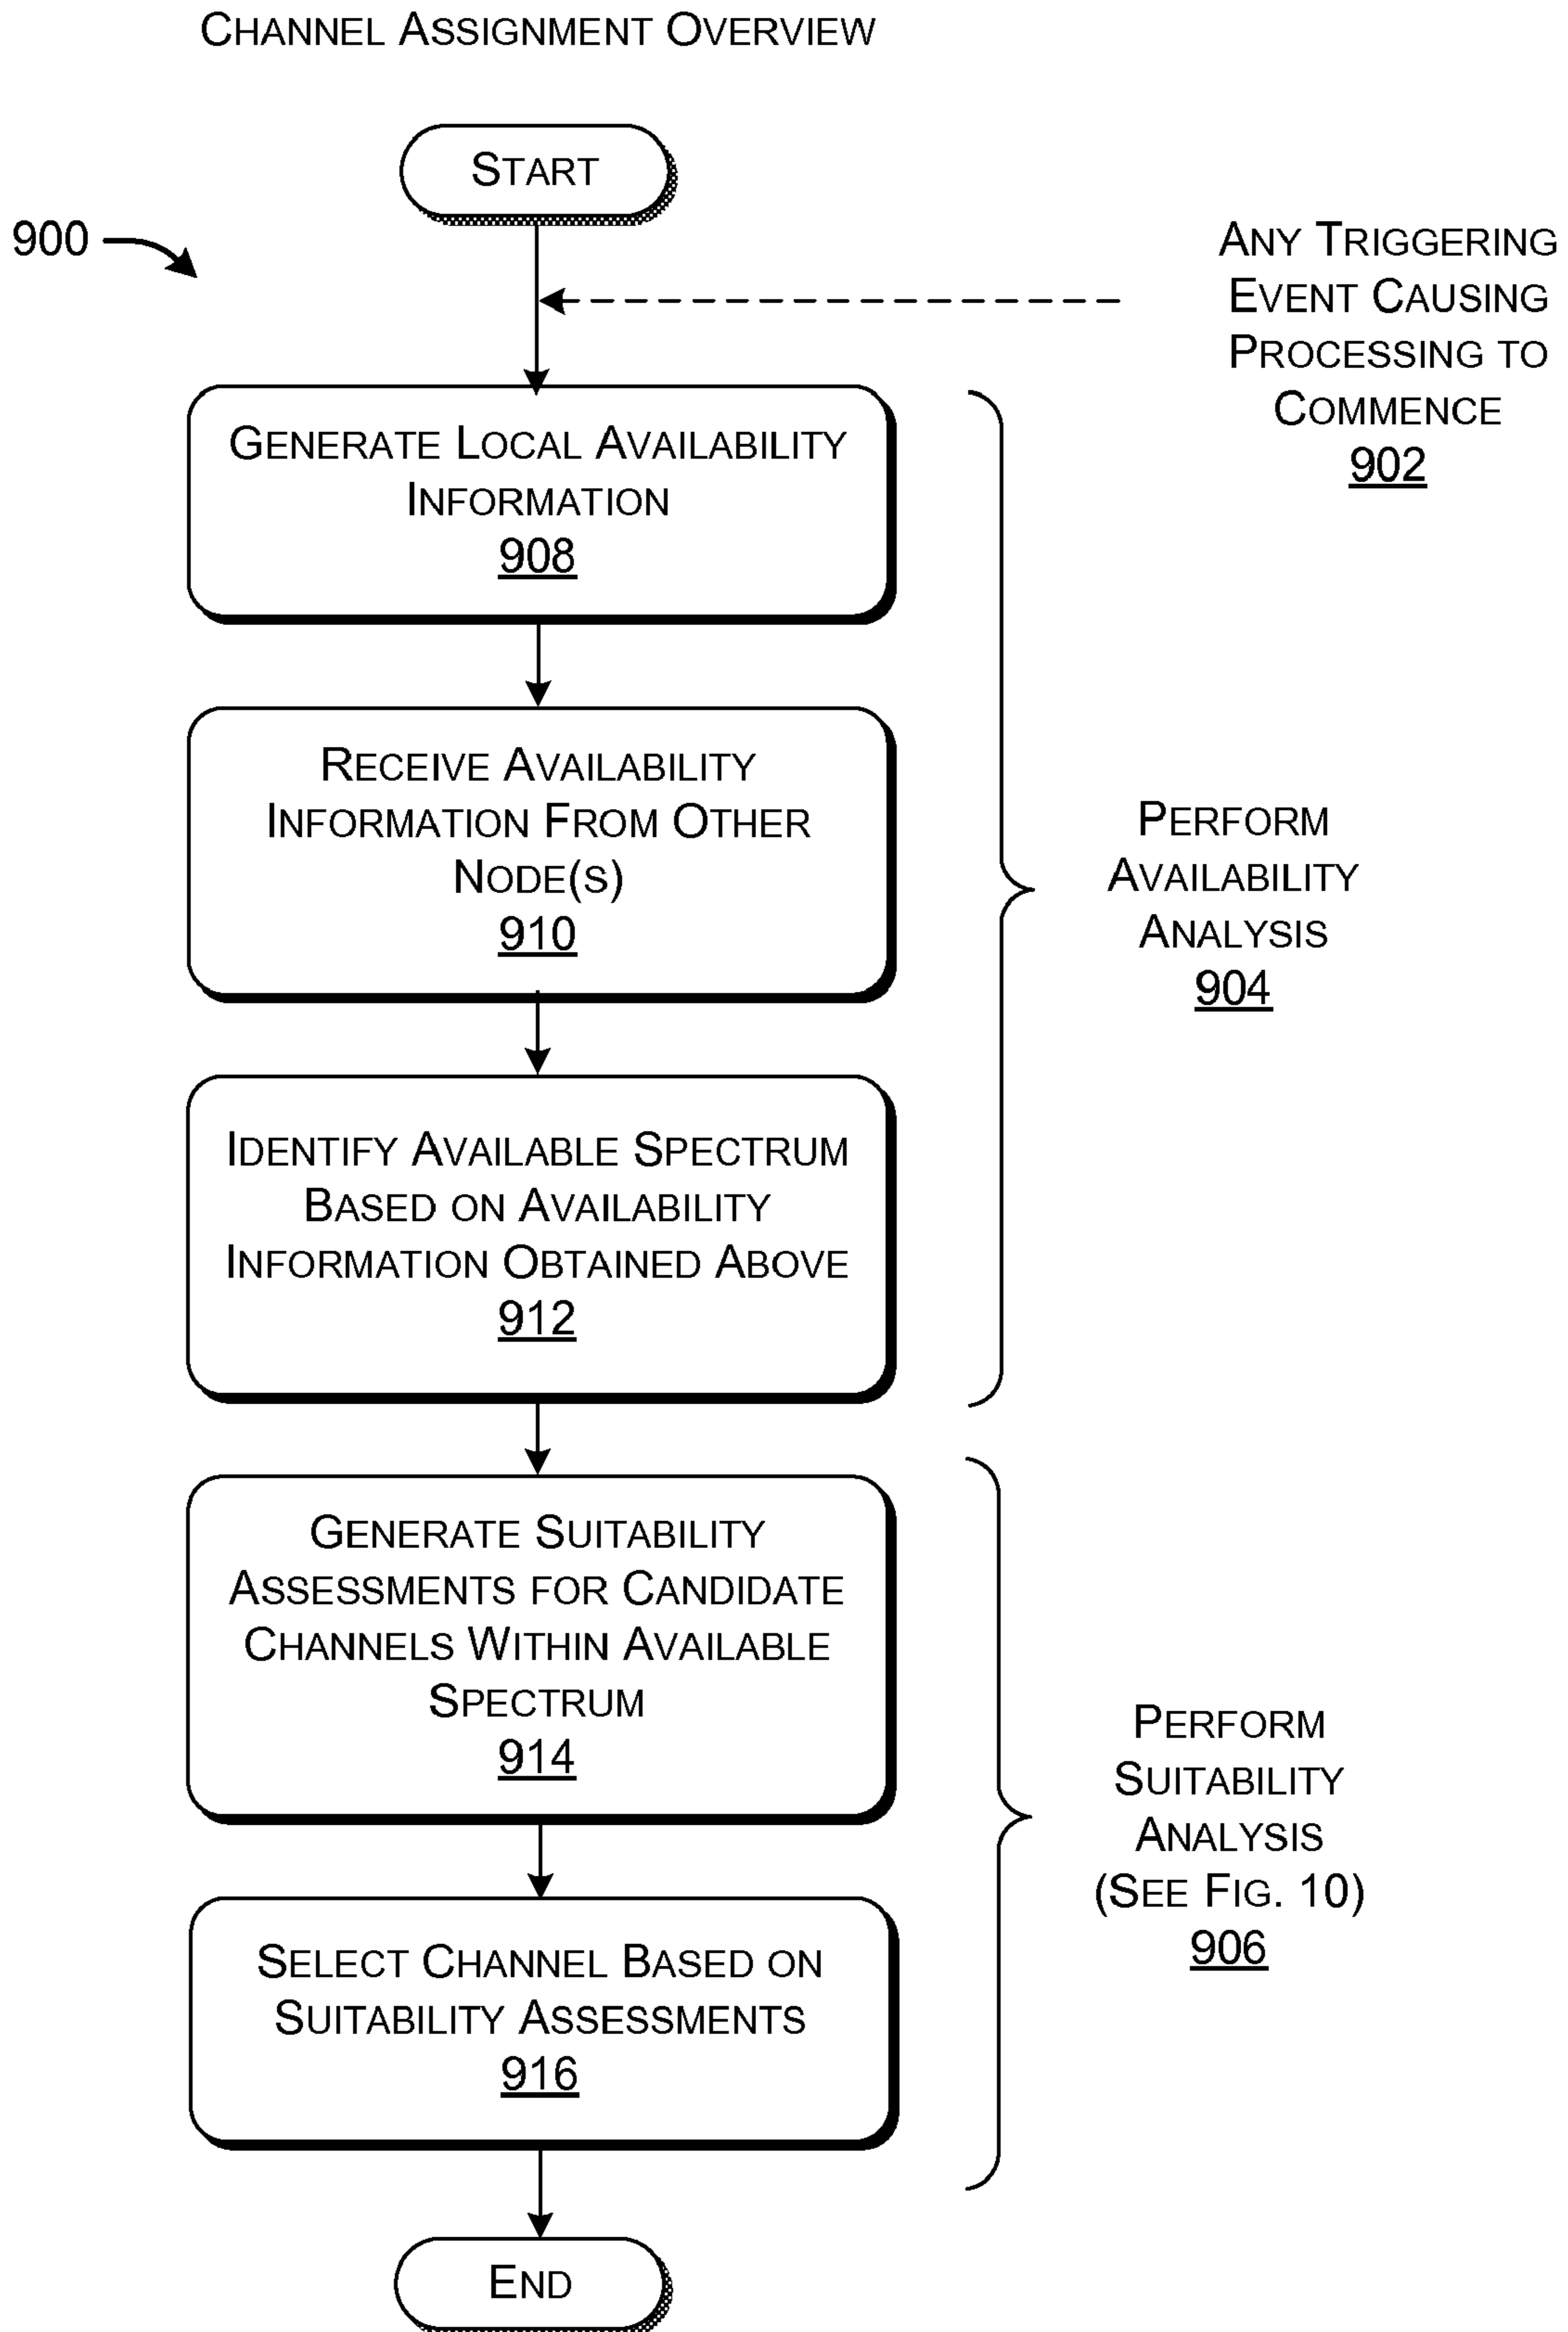 CHANNEL ASSIGNMENT OVERVIEW
START
900
ANY TRIGGERING
EVENT CAUSING
PROCESSING TO
COMMENCE
902
GENERATE LOCAL AVAILABILITY
INFORMATION
908
RECEIVE AVAILABILITY
INFORMATION FROM OTHER
NODE(S)
910
PERFORM
AVAILABILITY
ANALYSIS
904
IDENTIFY AVAILABLE SPECTRUM
BASED ON AVAILABILITY
INFORMATION OBTAINED ABOVE
912
GENERATE SUITABILITY
ASSESSMENTS FOR CANDIDATE
CHANNELS WITHIN AVAILABLE
SPECTRUM
914
PERFORM
SUITABILITY
ANALYSIS
(SEE FIG. 10)
906
SELECT CHANNEL BASED ON
SUITABILITY ASSESSMENTS
916
END